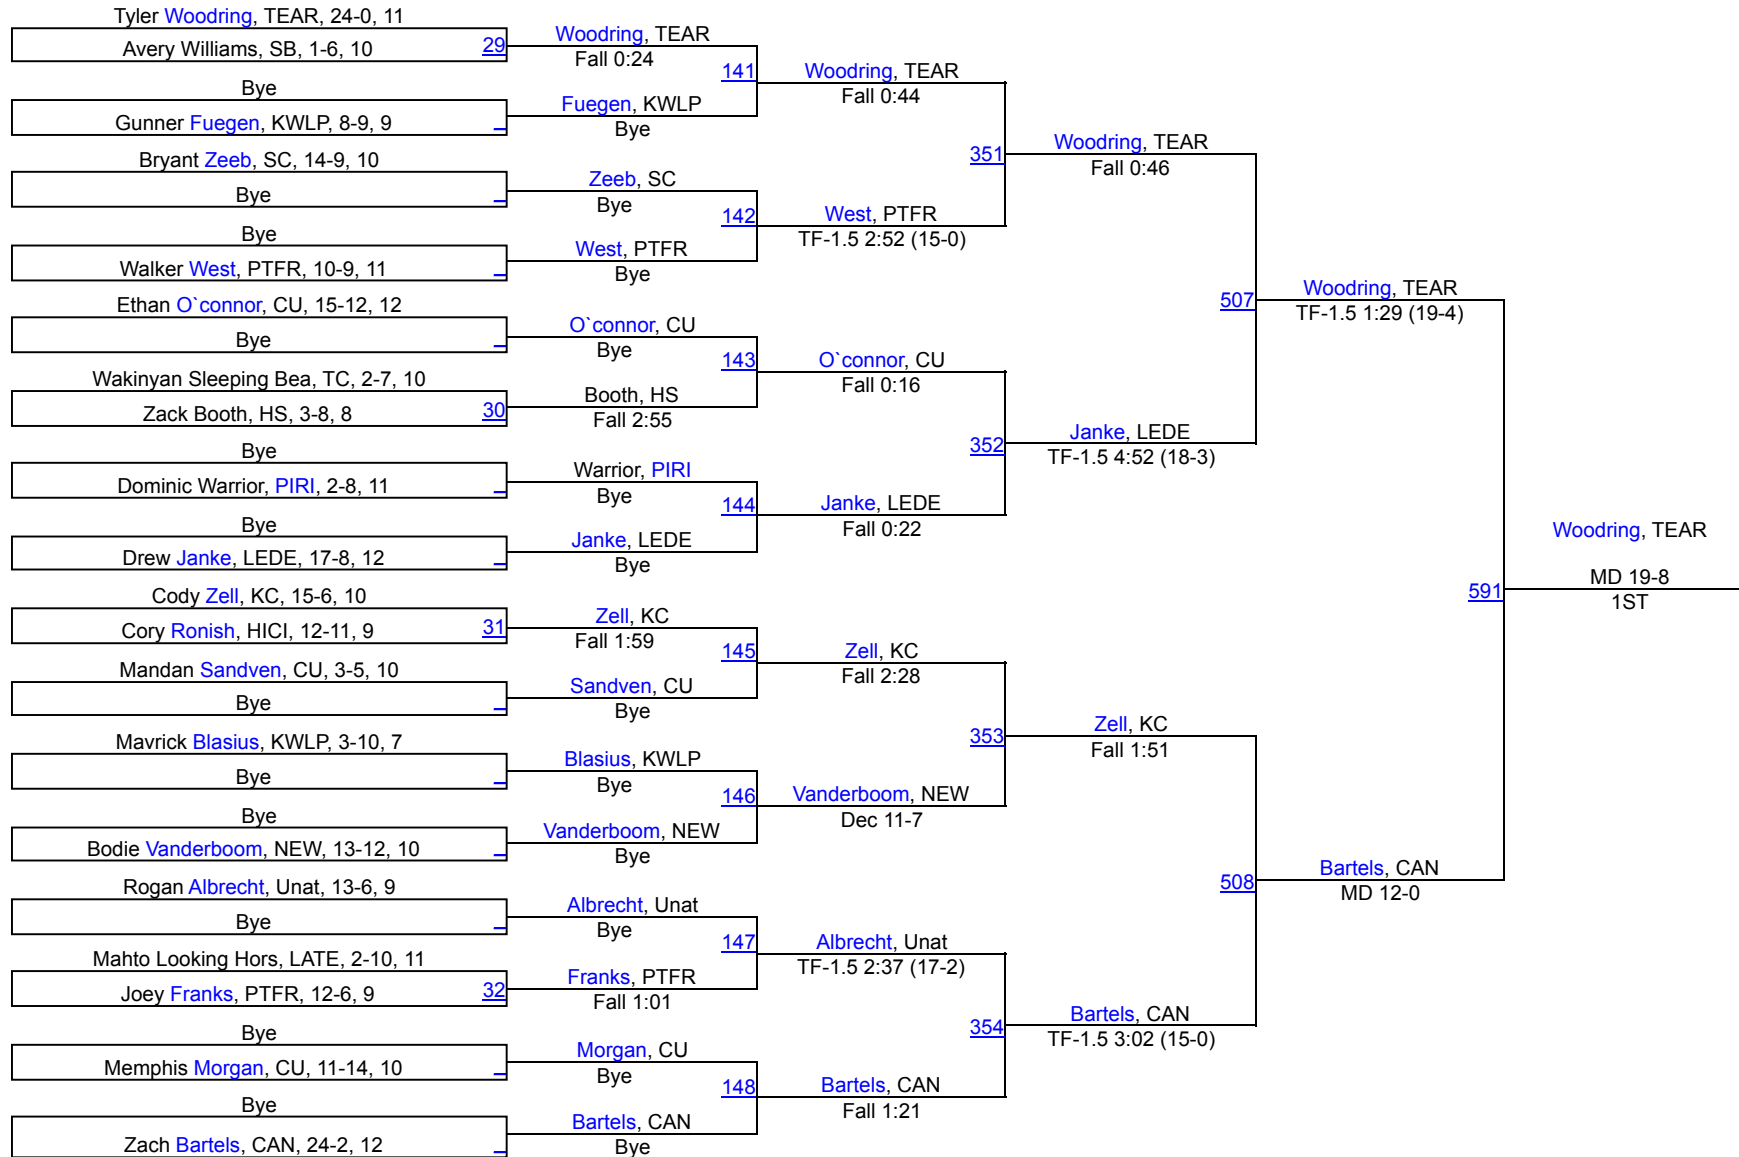 Tyler Woodring, TEAR, 24-0, 11
Avery Williams, SB, 1-6, 10 29
Bye
Gunner Fuegen, KWLP, 8-9, 9
Bryant Zeeb, SC, 14-9, 10
Bye
Bye
Walker West, PTFR, 10-9, 11
Ethan O`connor, CU, 15-12, 12
Bye
Wakinyan Sleeping Bea, TC, 2-7, 10
Zack Booth, HS, 3-8, 8 30
Bye
Dominic Warrior, PIRI, 2-8, 11
Bye
Drew Janke, LEDE, 17-8, 12
Cody Zell, KC, 15-6, 10
Cory Ronish, HICI, 12-11, 9 31
Mandan Sandven, CU, 3-5, 10
Bye
Mavrick Blasius, KWLP, 3-10, 7
Bye
Bye
Bodie Vanderboom, NEW, 13-12, 10
Rogan Albrecht, Unat, 13-6, 9
Bye
Mahto Looking Hors, LATE, 2-10, 11
Joey Franks, PTFR, 12-6, 9 32
Bye
Memphis Morgan, CU, 11-14, 10
Bye
Zach Bartels, CAN, 24-2, 12
Woodring, TEAR
Fall 0:24
141
Fuegen, KWLP
Bye
Zeeb, SC
Bye
142
West, PTFR
Bye
O`connor, CU
Bye
143
Booth, HS
Fall 2:55
Warrior, PIRI
Bye
144
Janke, LEDE
Bye
Zell, KC
Fall 1:59
145
Sandven, CU
Bye
Blasius, KWLP
Bye
146
Vanderboom, NEW
Bye
Albrecht, Unat
Bye
147
Franks, PTFR
Fall 1:01
Morgan, CU
Bye
148
Bartels, CAN
Bye
Woodring, TEAR
Fall 0:44
351
West, PTFR
TF-1.5 2:52 (15-0)
O`connor, CU
Fall 0:16
352
Janke, LEDE
Fall 0:22
Zell, KC
Fall 2:28
353
Vanderboom, NEW
Dec 11-7
Albrecht, Unat
TF-1.5 2:37 (17-2)
354
Bartels, CAN
Fall 1:21
Woodring, TEAR
Fall 0:46
507
Janke, LEDE
TF-1.5 4:52 (18-3)
Zell, KC
Fall 1:51
508
Bartels, CAN
TF-1.5 3:02 (15-0)
Woodring, TEAR
TF-1.5 1:29 (19-4)
591
Bartels, CAN
MD 12-0
Woodring, TEAR
MD 19-8
1ST